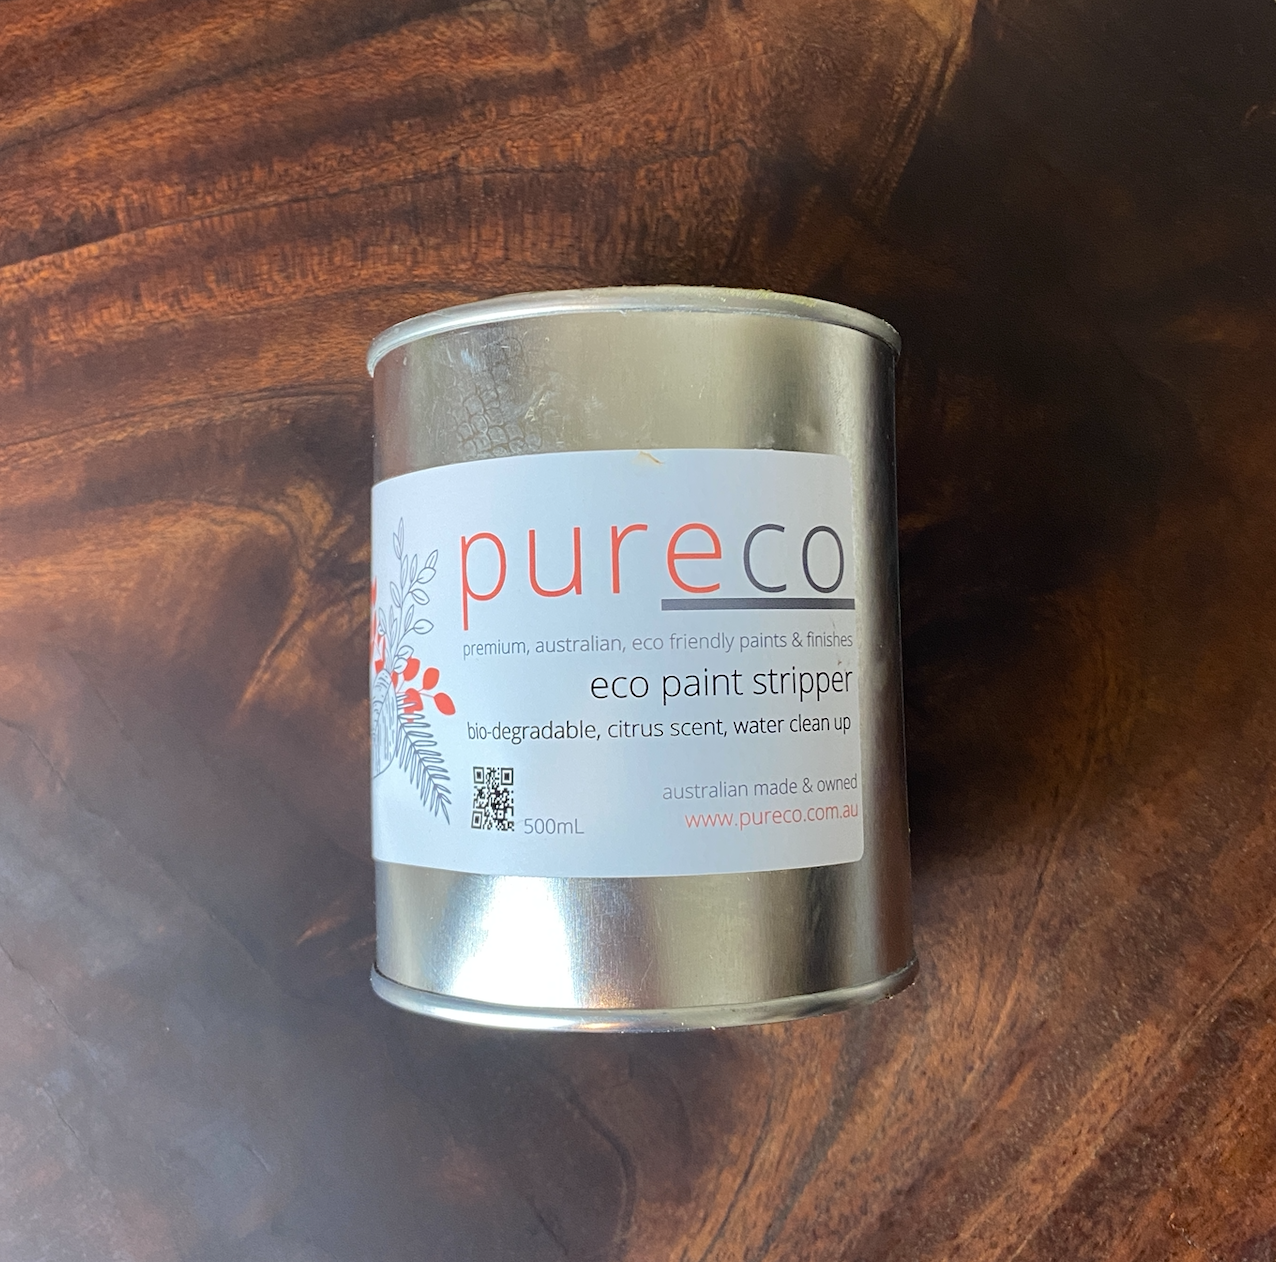 pureco
premium, australian, eco friendly paints & finishes
eco paint stripper
bio-degradable, citrus scent, water clean up
500mL
australian made & owned
www.pureco.com.au